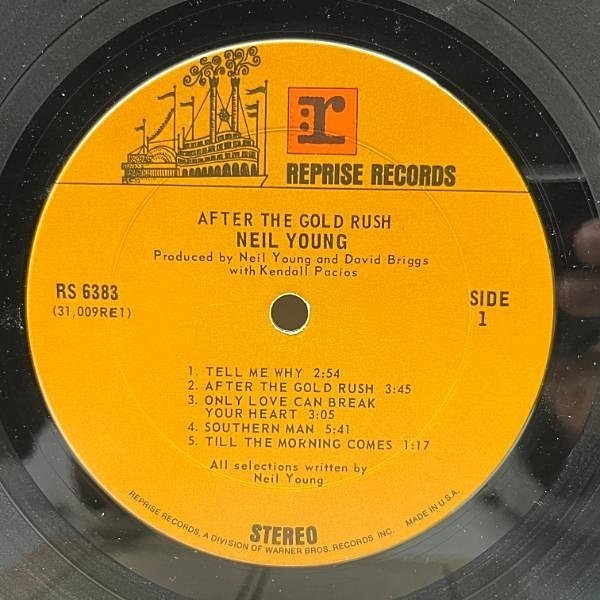 r
REPRISE RECORDS
AFTER THE GOLD RUSH
NEIL YOUNG
Produced by Neil Young and David Briggs
with Kendall Pacios
RS 6383
(31,009RE1)
SIDE
1
1. TELL ME WHY 2:54
2. AFTER THE GOLD RUSH 3:45
3. ONLY LOVE CAN BREAK
YOUR HEART 3:05
4. SOUTHERN MAN 5:41
5. TILL THE MORNING COMES 1:17
All selections written by
Neil Young
STEREO
REPRISE RECORDS, A DIVISION OF WARNER BROS. RECORDS INC. MADE IN U.S.A.